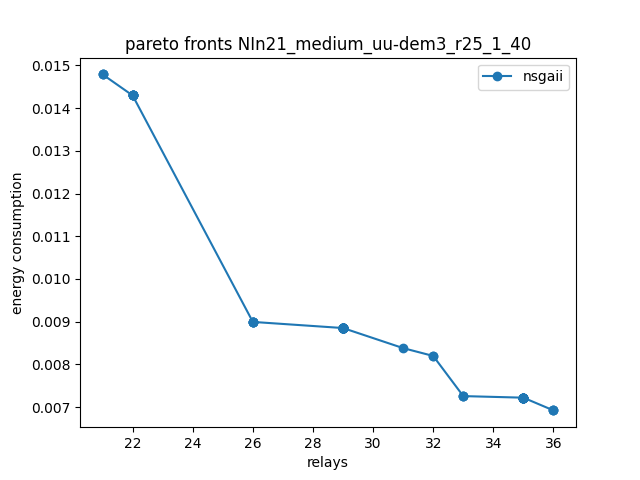 pareto fronts NIn21_medium_uu-dem3_r25_1_40
nsgaii
0.015
0.014
0.013
0.012
0.011
0.010
0.009
0.008
0.007
energy consumption
22 24 26 28 30 32 34 36
relays